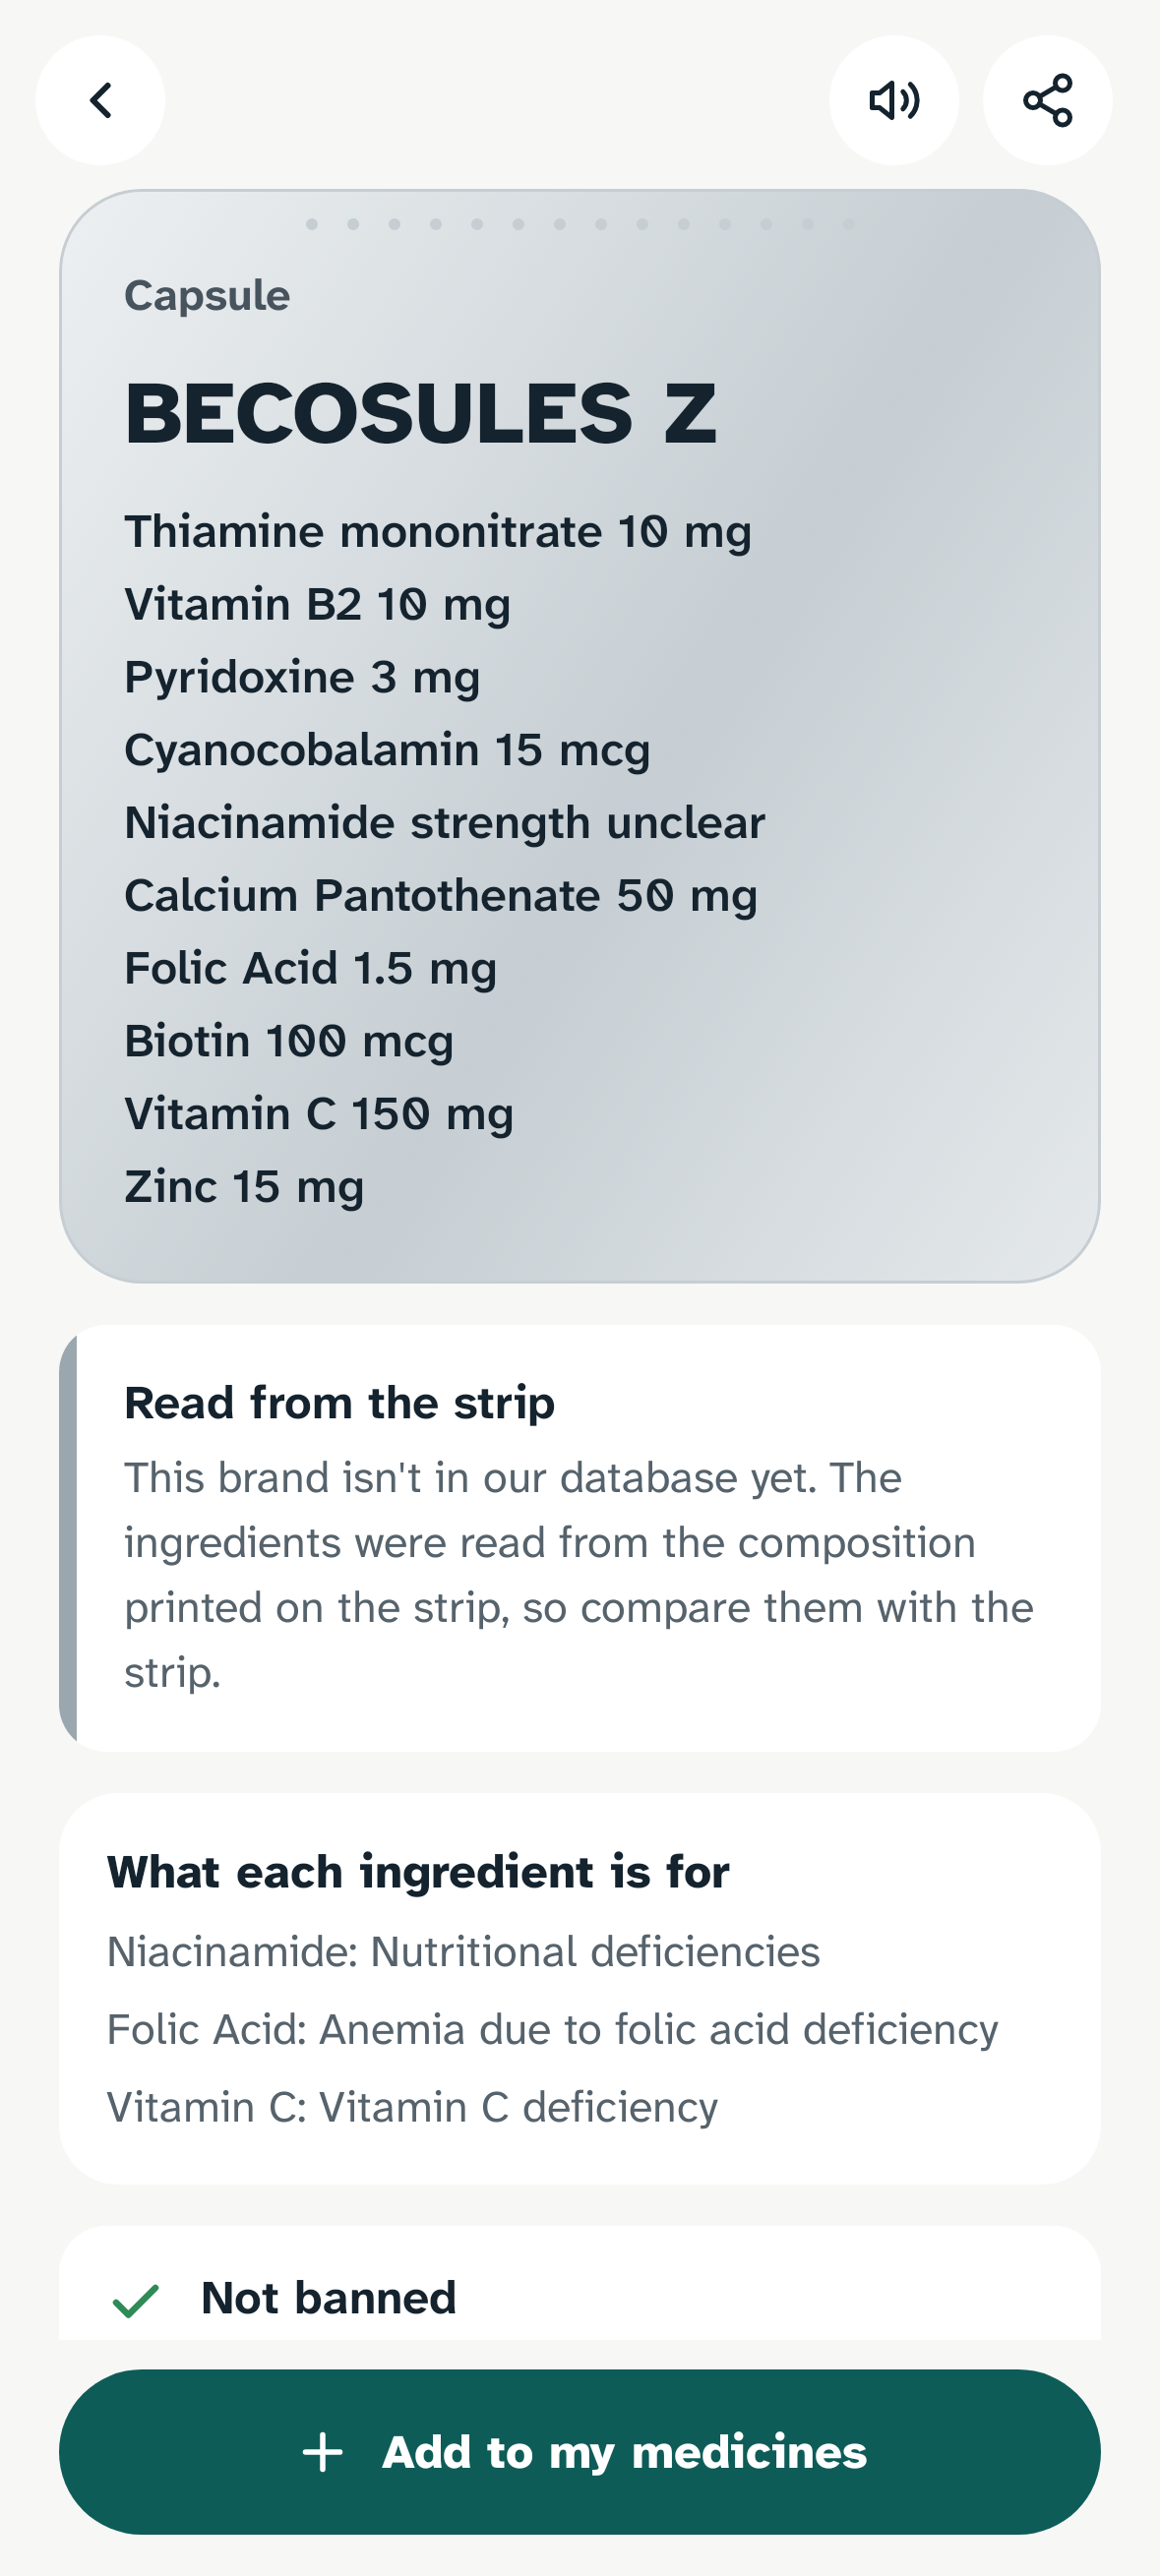 Capsule
BECOSULES Z
Thiamine mononitrate 10 mg
Vitamin B2 10 mg
Pyridoxine 3 mg
Cyanocobalamin 15 mcg
Niacinamide strength unclear
Calcium Pantothenate 50 mg
Folic Acid 1.5 mg
Biotin 100 mcg
Vitamin C 150 mg
Zinc 15 mg
Read from the strip
This brand isn't in our database yet. The
ingredients were read from the composition
printed on the strip, so compare them with the
strip.
What each ingredient is for
Niacinamide: Nutritional deficiencies
Folic Acid: Anemia due to folic acid deficiency
Vitamin C: Vitamin C deficiency
Not banned
Add to my medicines